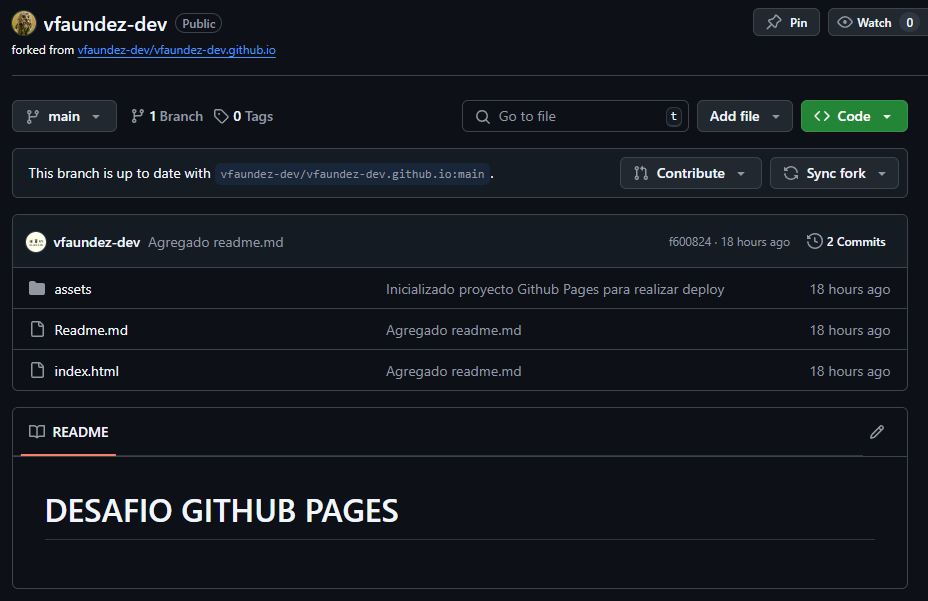 vfaundez-dev Public Pin Watch 0
forked from vfaundez-dev/vfaundez-dev.github.io
main 1 Branch 0 Tags Go to file t Add file Code
This branch is up to date with vfaundez-dev/vfaundez-dev.github.io:main . Contribute Sync fork
vfaundez-dev Agregado readme.md f600824 · 18 hours ago 2 Commits
assets Inicializado proyecto Github Pages para realizar deploy 18 hours ago
Readme.md Agregado readme.md 18 hours ago
index.html Agregado readme.md 18 hours ago
README
DESAFIO GITHUB PAGES